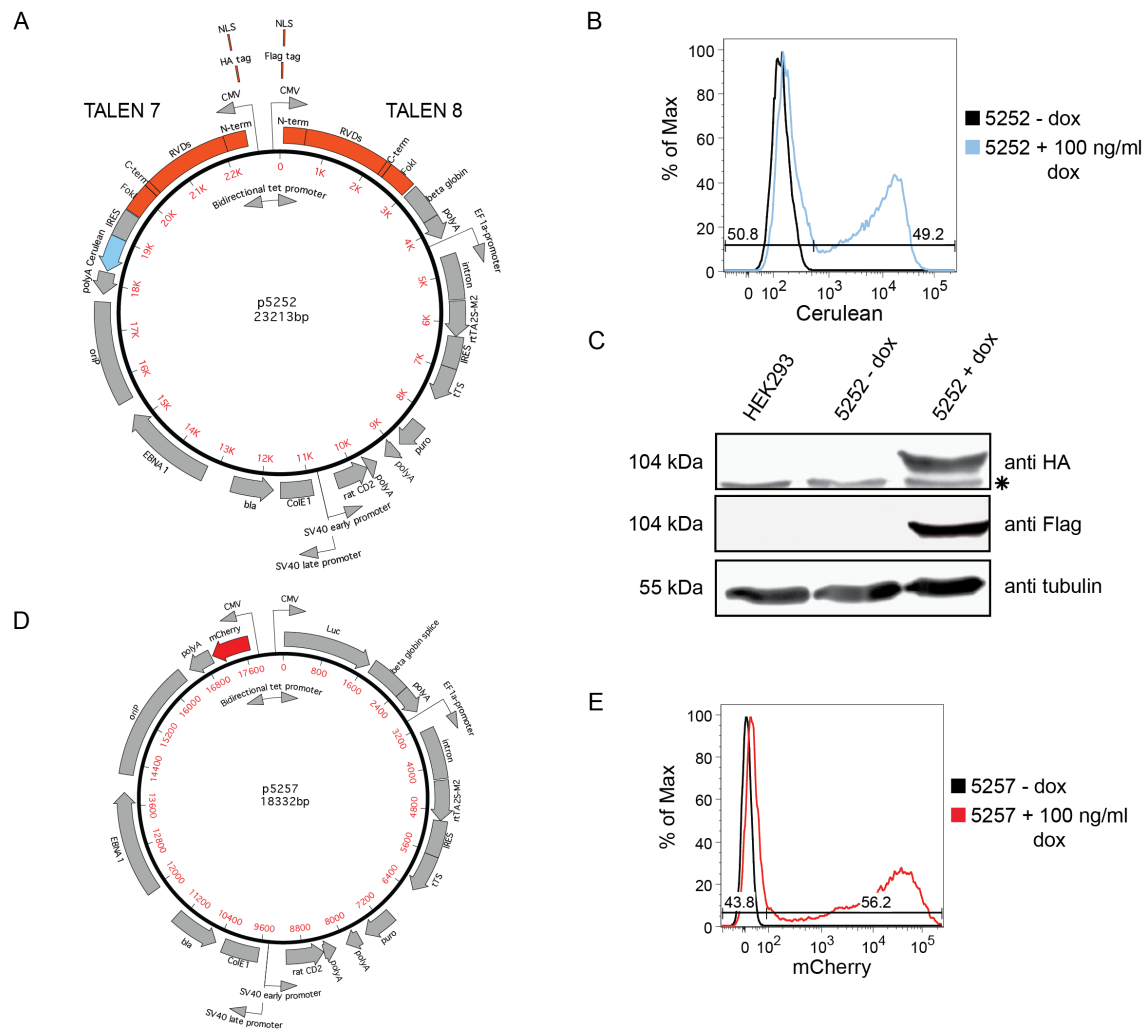 A
NLS
HA tag
CMV
NLS
Flag tag
CMV
TALEN 7
TALEN 8
N-term
RVDs
C-term
FokI
IRES
Cerulean
polyA
oriP
EBNA1
bla
ColE1
SV40 late promoter
SV40 early promoter
rat CD2
polyA
polyA
puro
tTS
IRES
rtTA2S-M2
intron
EF1a-promoter
polyA
beta globin
FokI
C-term
RVDs
N-term
Bidirectional tet promoter
p5252
23213bp
0
1K
2K
3K
4K
5K
6K
7K
8K
9K
10K
11K
12K
13K
14K
15K
16K
17K
18K
19K
20K
21K
22K
B
% of Max
100
80
60
40
20
0
50.8
49.2
0 10² 10³ 10⁴ 10⁵
Cerulean
5252 - dox
5252 + 100 ng/ml
dox
C
HEK293
5252 - dox
5252 + dox
104 kDa
anti HA
*
104 kDa
anti Flag
55 kDa
anti tubulin
D
CMV
CMV
mCherry
polyA
oriP
EBNA1
bla
ColE1
SV40 late promoter
SV40 early promoter
rat CD2
polyA
polyA
puro
tTS
IRES
rtTA2S-M2
intron
EF1a-promoter
polyA
beta globin splice
Luc
Bidirectional tet promoter
p5257
18332bp
0
800
1600
2400
3200
4000
4800
5600
6400
7200
8000
8800
9600
10400
11200
12000
12800
13600
14400
15200
16000
16800
17600
E
% of Max
100
80
60
40
20
0
43.8
56.2
0 10² 10³ 10⁴ 10⁵
mCherry
5257 - dox
5257 + 100 ng/ml
dox